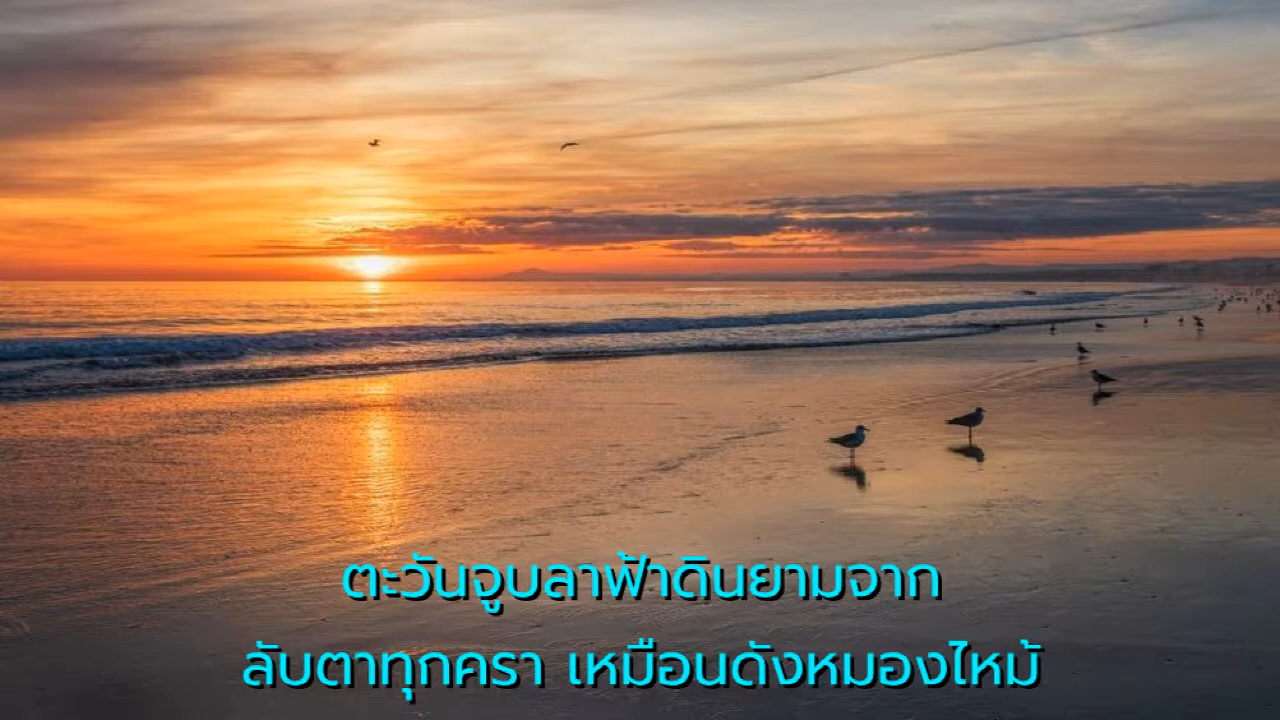 ตะวันจูบลาฟ้าดินยามจาก
ลับตาทุกครา เหมือนดังหมองไหม้